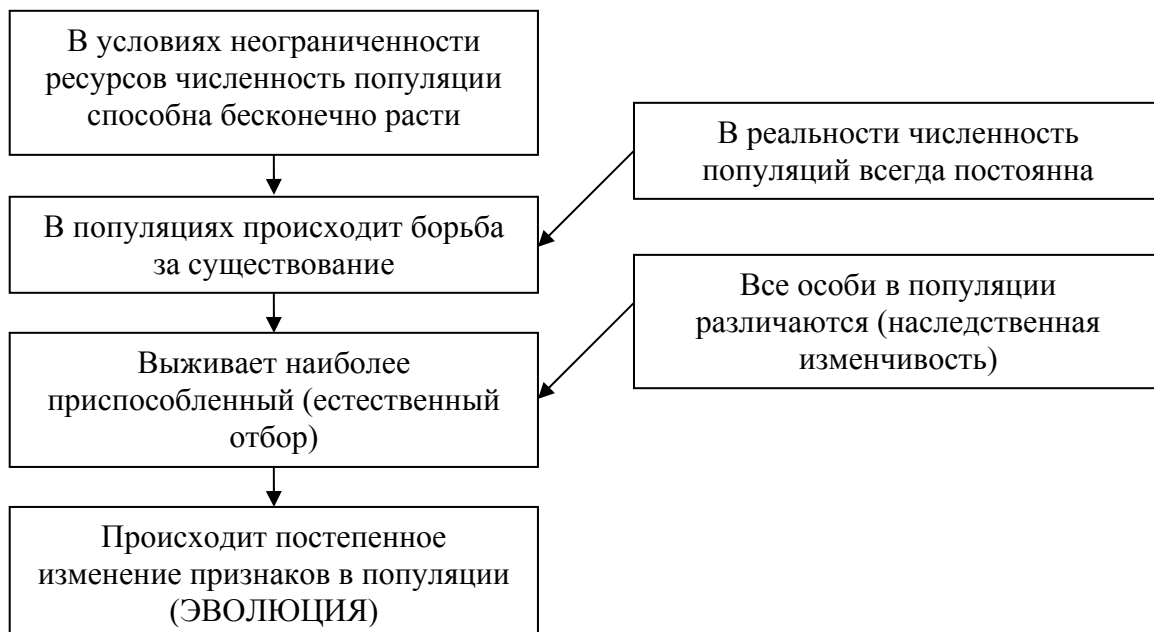 В условиях неограниченности
ресурсов численность популяции
способна бесконечно расти
В реальности численность
популяций всегда постоянна
В популяциях происходит борьба
за существование
Все особи в популяции
различаются (наследственная
изменчивость)
Выживает наиболее
приспособленный (естественный
отбор)
Происходит постепенное
изменение признаков в популяции
(ЭВОЛЮЦИЯ)